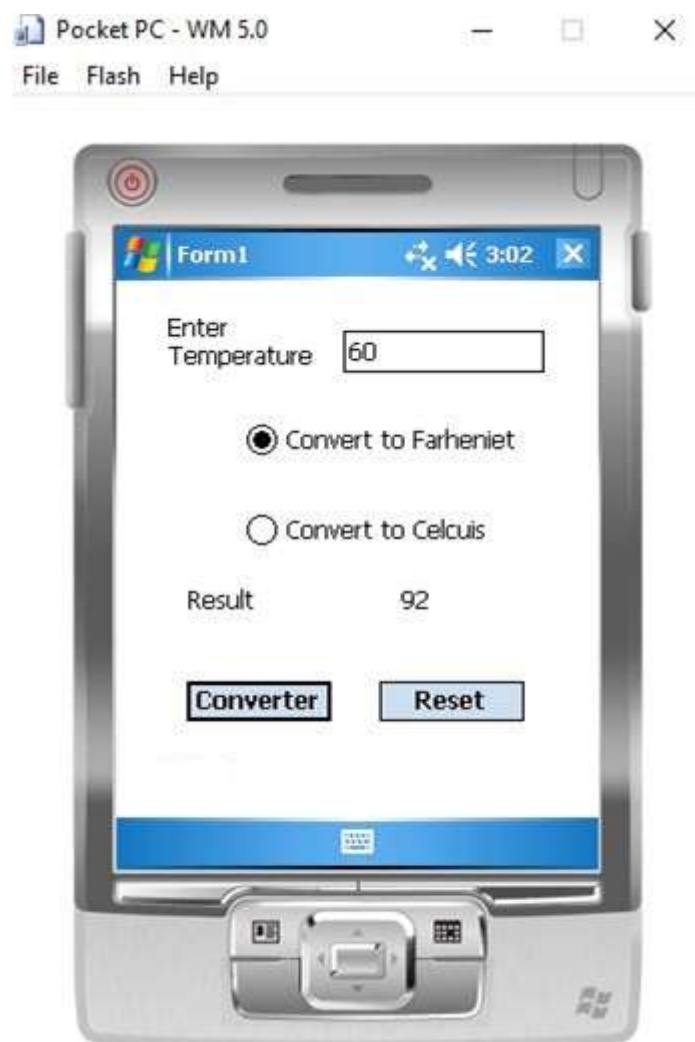 Pocket PC - WM 5.0
File Flash Help
Form1 3:02
Enter
Temperature 60
Convert to Farheniet
Convert to Celcuis
Result 92
Converter Reset